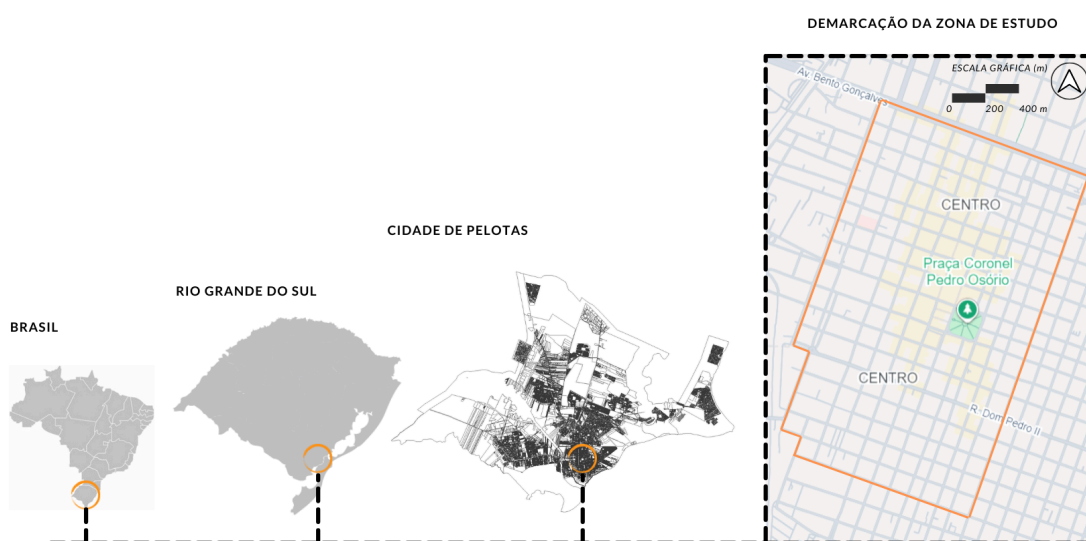 DEMARCAÇÃO DA ZONA DE ESTUDO
ESCALA GRÁFICA (m)
0 200 400 m
Av. Bento Gonçalves
CENTRO
Praça Coronel
Pedro Osório
CENTRO
R. Dom Pedro II
CIDADE DE PELOTAS
RIO GRANDE DO SUL
BRASIL